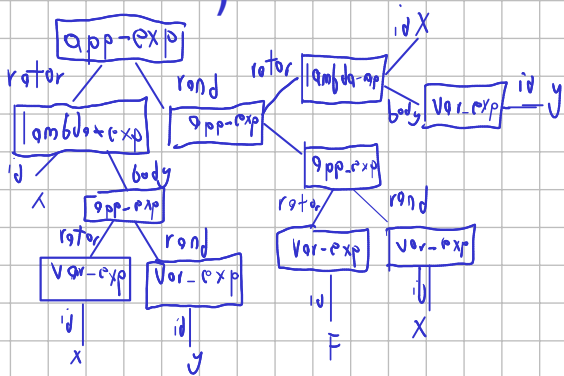 app-exp
id X
rator
rand
rator
lambda-exp
id
body
var-exp
y
lambda-exp
app-exp
id
body
app-exp
x
app-exp
rator
rand
rator
rand
var-exp
var-exp
var-exp
var-exp
id
id
id
id
x
y
F
X